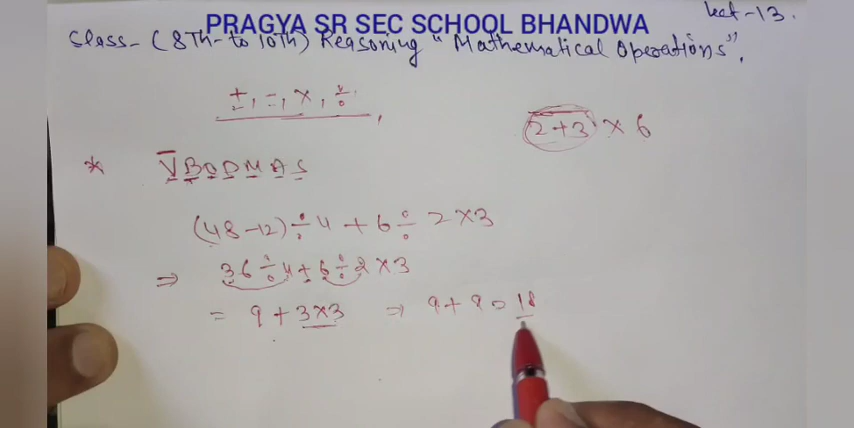 PRAGYA SR SEC SCHOOL BHANDWA
Lect-13.
Class- (8Th- to 10Th) Reasoning "Mathematical Operations".
±, =, ×, ÷,
2+3 × 6
* V̅BODMAS
(48-12) ÷ 4 + 6 ÷ 2×3
⇒ 36 ÷ 4 + 6 ÷ 2 × 3
= 9 + 3×3 ⇒ 9 + 9 = 18